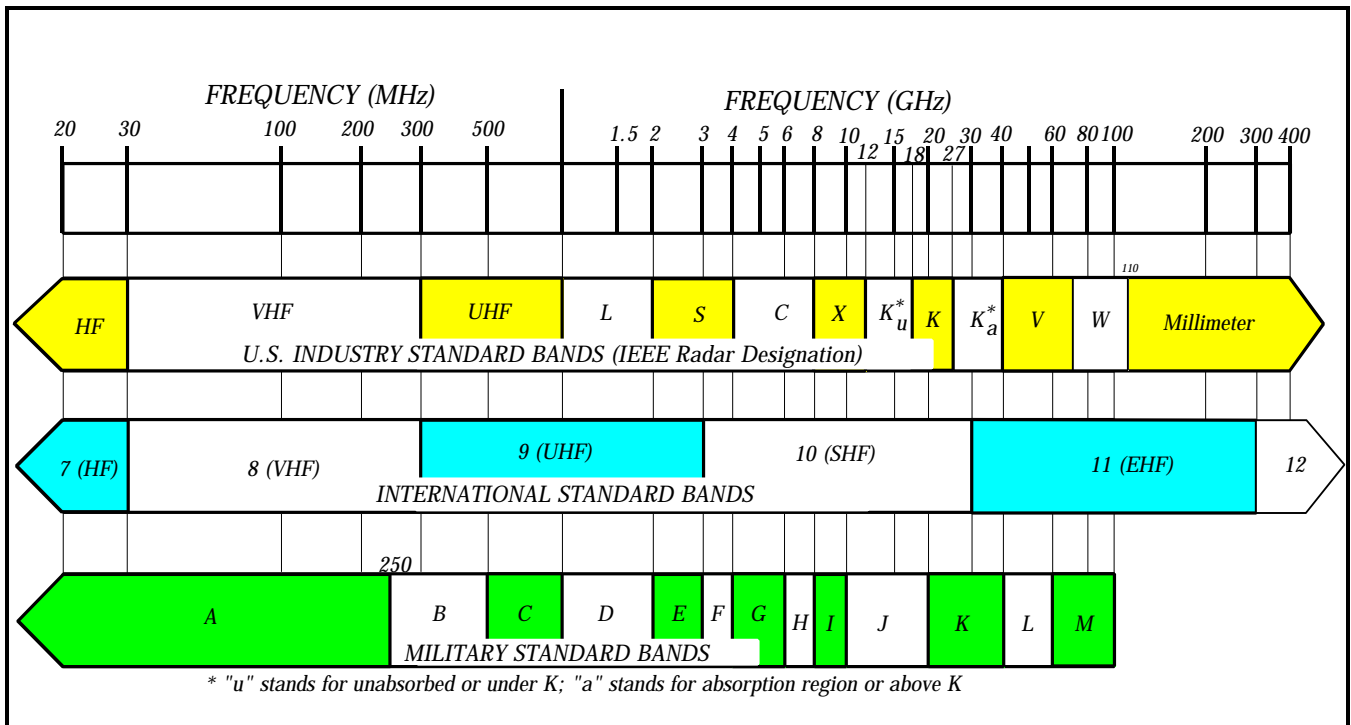 FREQUENCY (MHz) FREQUENCY (GHz)
20 30 100 200 300 500 1.5 2 3 4 5 6 8 10 15 20 30 40 60 80 100 200 300 400
12 18 27
110
HF VHF UHF L S C X K*u K K*a V W Millimeter
U.S. INDUSTRY STANDARD BANDS (IEEE Radar Designation)
7 (HF) 8 (VHF) 9 (UHF) 10 (SHF) 11 (EHF) 12
INTERNATIONAL STANDARD BANDS
250
A B C D E F G H I J K L M
MILITARY STANDARD BANDS
* "u" stands for unabsorbed or under K; "a" stands for absorption region or above K